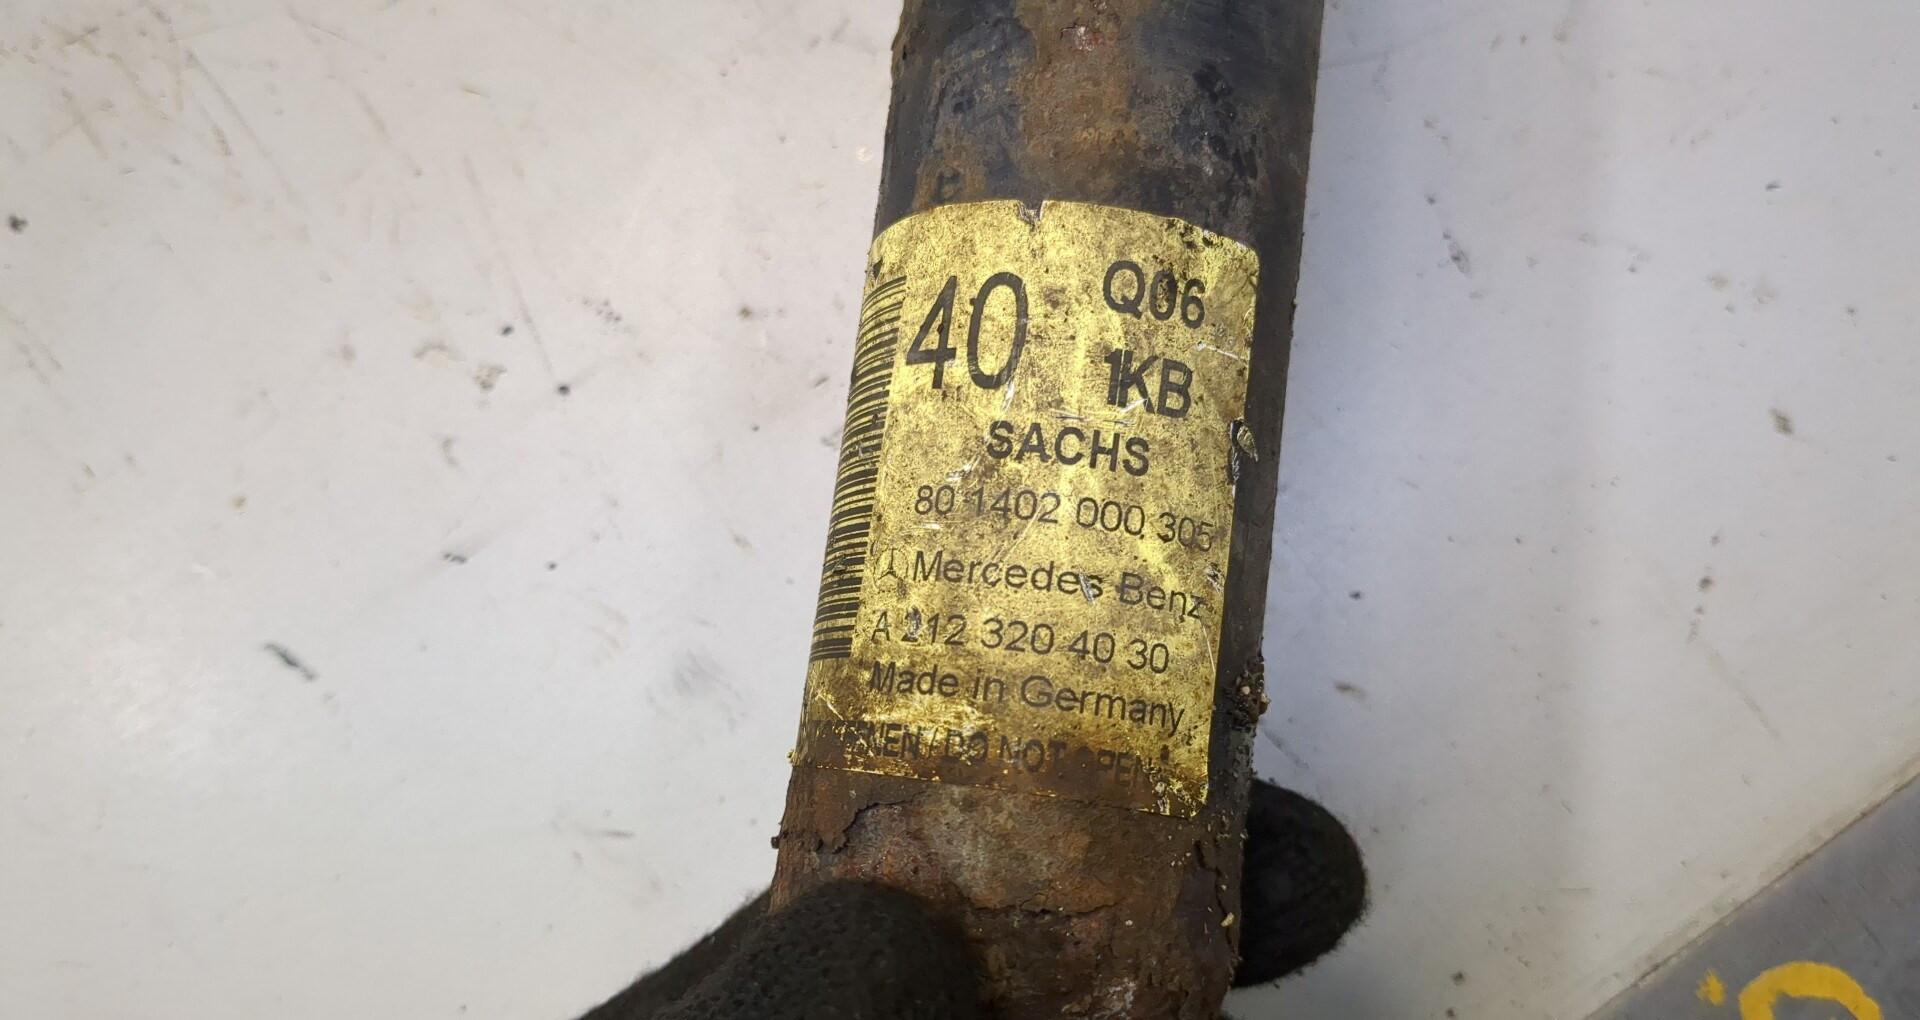 40 Q06
1KB
SACHS
80 1402 000 305
Mercedes Benz
A 212 320 40 30
Made in Germany
/ DO NOT OPEN